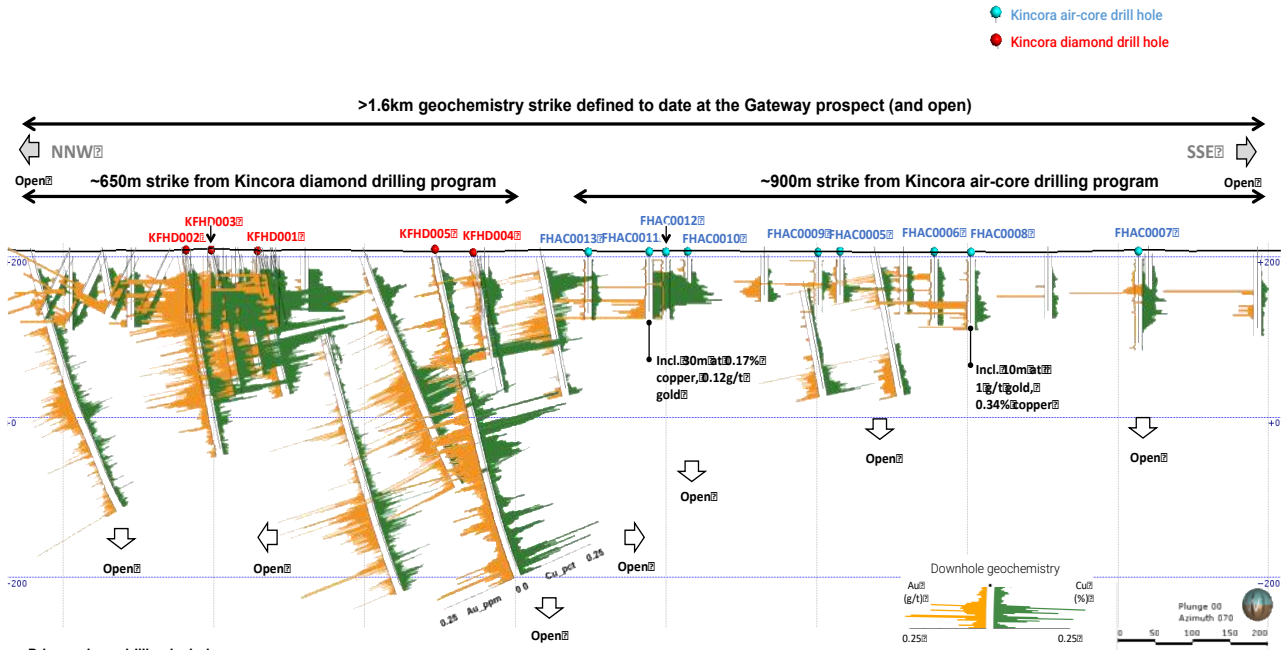 Kincora air-core drill hole
Kincora diamond drill hole
>1.6km geochemistry strike defined to date at the Gateway prospect (and open)
NNW
SSE
Open
Open
~650m strike from Kincora diamond drilling program
~900m strike from Kincora air-core drilling program
KFHD003
FHAC0012
KFHD002
KFHD001
KFHD005
KFHD004
FHAC0013
FHAC0011
FHAC0010
FHAC0009
FHAC0005
FHAC0006
FHAC0008
FHAC0007
-200
+200
Incl. 30m at 0.17%
copper, 0.12g/t
gold
Incl. 10m at
1g/t gold,
0.34% copper
-0
+0
Open
Open
Open
Open
Open
Open
Open
-200
-200
0.25 Au_ppm 0 0 Cu_pct 0.25
Open
Downhole geochemistry
Au
(g/t)
Cu
(%)
0.25
0.25
Plunge 00
Azimuth 070
0 50 100 150 200